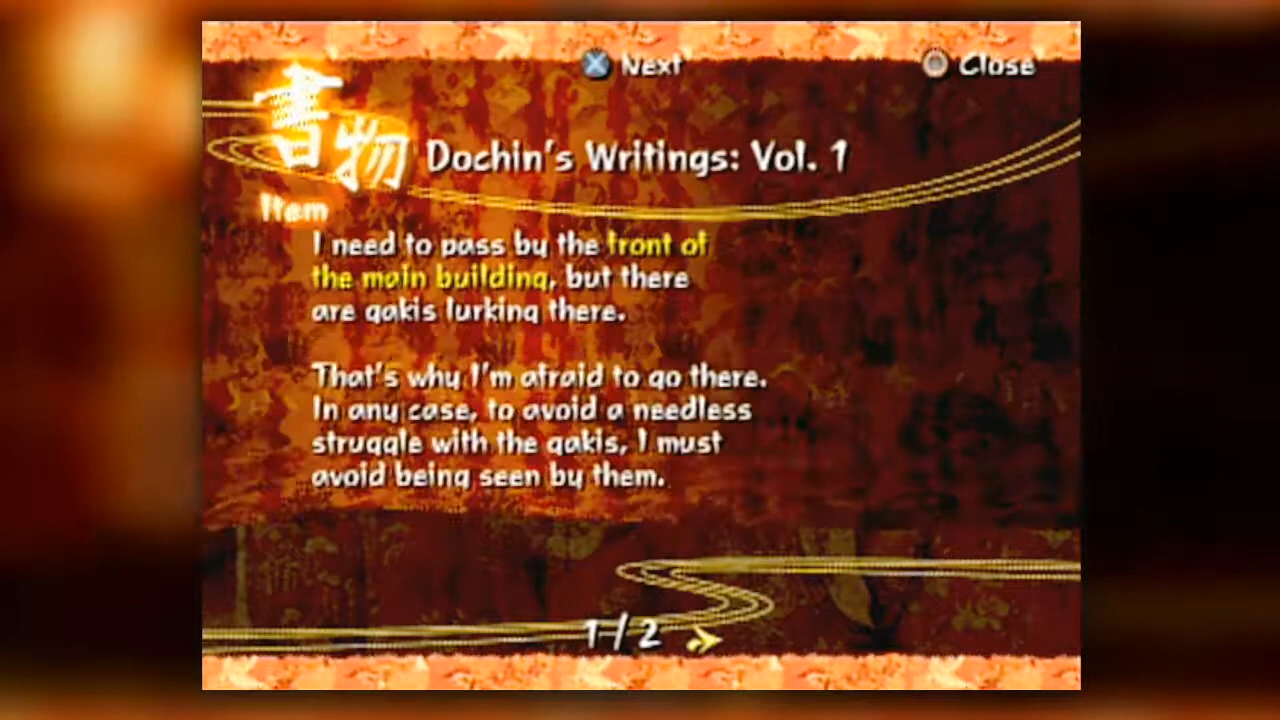 Next
Close
書物
Item
Dochin's Writings: Vol. 1
I need to pass by the front of
the main building, but there
are gakis lurking there.
That's why I'm afraid to go there.
In any case, to avoid a needless
struggle with the gakis, I must
avoid being seen by them.
1/2